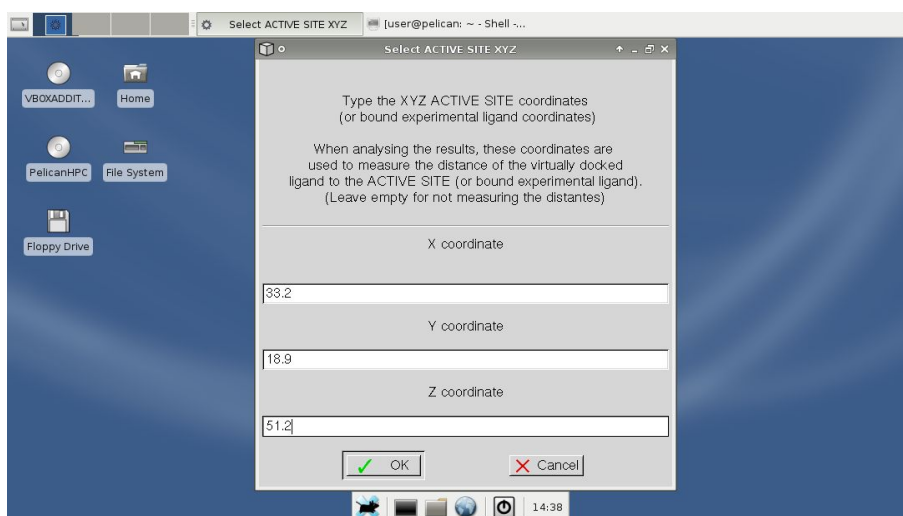 Select ACTIVE SITE XYZ
[user@pelican: ~ - Shell -...
Select ACTIVE SITE XYZ
VBOXADDIT...
Home
PelicanHPC
File System
Floppy Drive
Type the XYZ ACTIVE SITE coordinates
(or bound experimental ligand coordinates)
When analysing the results, these coordinates are
used to measure the distance of the virtually docked
ligand to the ACTIVE SITE (or bound experimental ligand).
(Leave empty for not measuring the distantes)
X coordinate
33.2
Y coordinate
18.9
Z coordinate
51.2
OK
Cancel
14:38